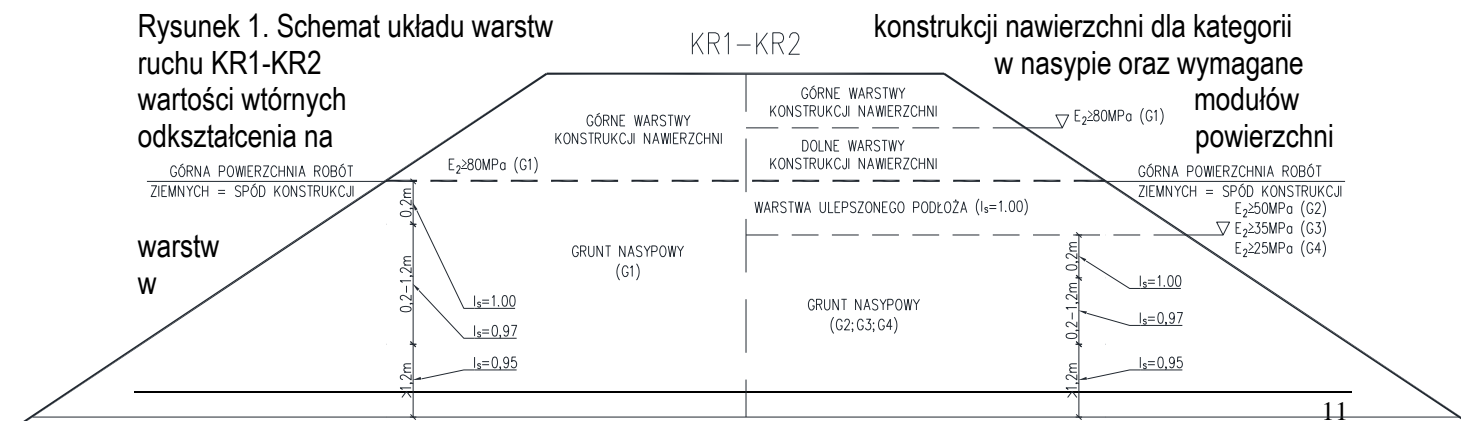 Rysunek 1. Schemat układu warstw konstrukcji nawierzchni dla kategorii
ruchu KR1-KR2 w nasypie oraz wymagane
wartości wtórnych modułów
odkształcenia na powierzchni
warstw
w
KR1-KR2
GÓRNE WARSTWY
KONSTRUKCJI NAWIERZCHNI
E₂≥80MPa (G1)
GÓRNA POWIERZCHNIA ROBÓT
ZIEMNYCH = SPÓD KONSTRUKCJI
0.2m
0,2-1,2m
>1,2m
GRUNT NASYPOWY
(G1)
Is=1.00
Is=0,97
Is=0,95
GÓRNE WARSTWY
KONSTRUKCJI NAWIERZCHNI
E₂≥80MPa (G1)
DOLNE WARSTWY
KONSTRUKCJI NAWIERZCHNI
GÓRNA POWIERZCHNIA ROBÓT
ZIEMNYCH = SPÓD KONSTRUKCJI
WARSTWA ULEPSZONEGO PODŁOŻA (Is=1.00)
E₂≥50MPa (G2)
E₂≥35MPa (G3)
E₂≥25MPa (G4)
GRUNT NASYPOWY
(G2;G3;G4)
0.2m
0,2-1,2m
>1,2m
Is=1.00
Is=0,97
Is=0,95
11